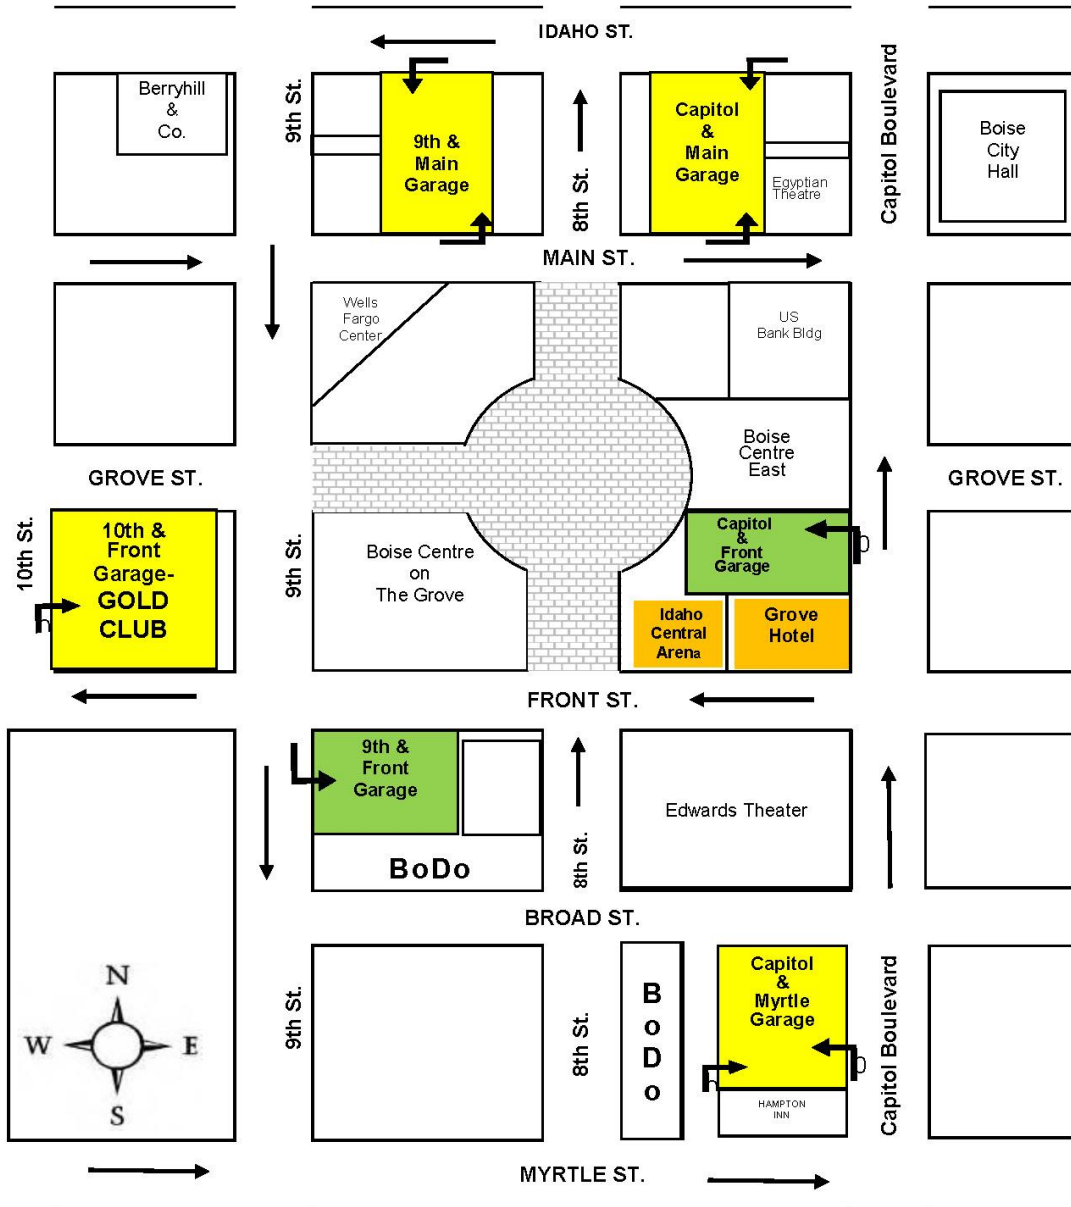 IDAHO ST.
Berryhill
&
Co.
9th St.
9th &
Main
Garage
8th St.
Capitol
&
Main
Garage
Egyptian
Theatre
Capitol Boulevard
Boise
City
Hall
MAIN ST.
Wells
Fargo
Center
US
Bank Bldg
Boise
Centre
East
GROVE ST.
GROVE ST.
10th St.
10th &
Front
Garage-
GOLD
CLUB
9th St.
Boise Centre
on
The Grove
Capitol
&
Front
Garage
Idaho
Central
Arena
Grove
Hotel
FRONT ST.
9th &
Front
Garage
BoDo
8th St.
Edwards Theater
BROAD ST.
N
W
E
S
9th St.
8th St.
B
o
D
o
Capitol
&
Myrtle
Garage
HAMPTON
INN
Capitol Boulevard
MYRTLE ST.